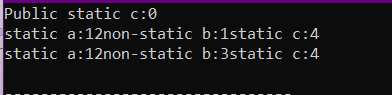 Public static c:0
static a:12non-static b:1static c:4
static a:12non-static b:3static c:4
--------------------------------